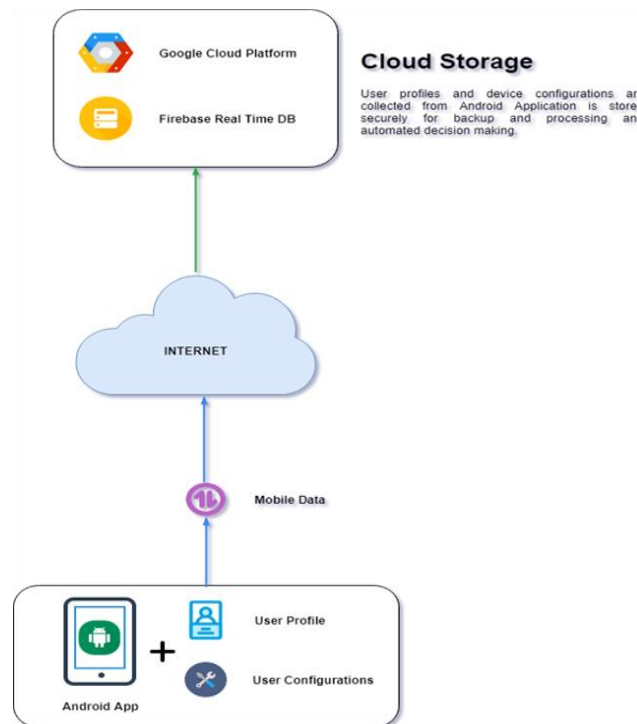 Google Cloud Platform
Firebase Real Time DB
Cloud Storage
User profiles and device configurations ar
collected from Android Application is store
securely for backup and processing an
automated decision making.
INTERNET
Mobile Data
User Profile
User Configurations
Android App